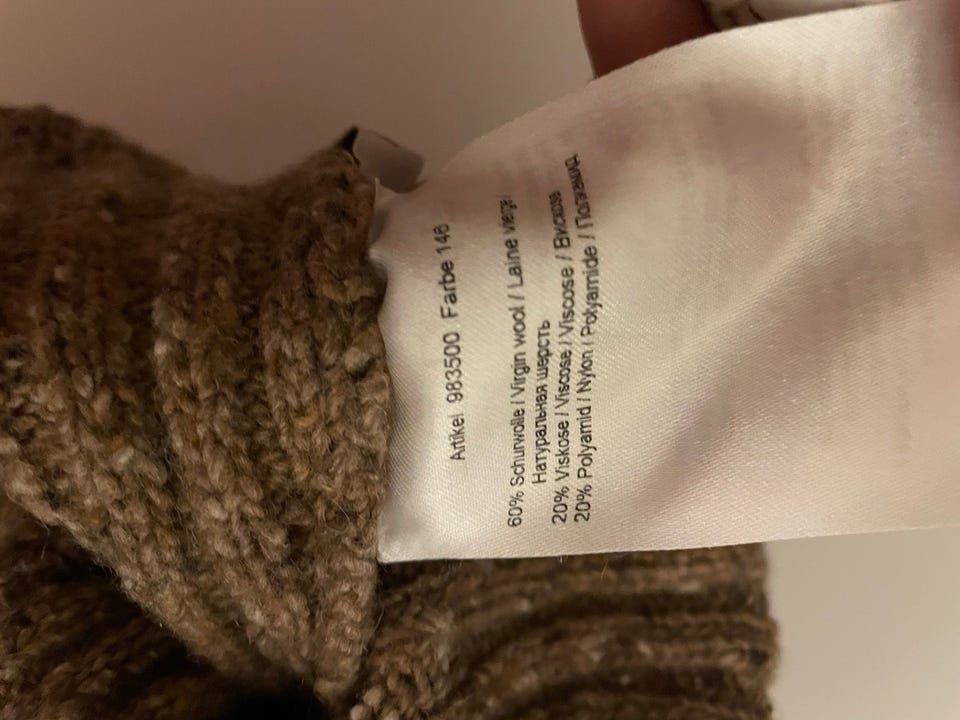 Artikel 983500 Farbe 146
60% Schurwolle / Virgin wool / Laine vierge /
Натуральная шерсть
20% Viskose / Viscose / Viscose / Вискоза
20% Polyamid / Nylon / Polyamide / Полиамид